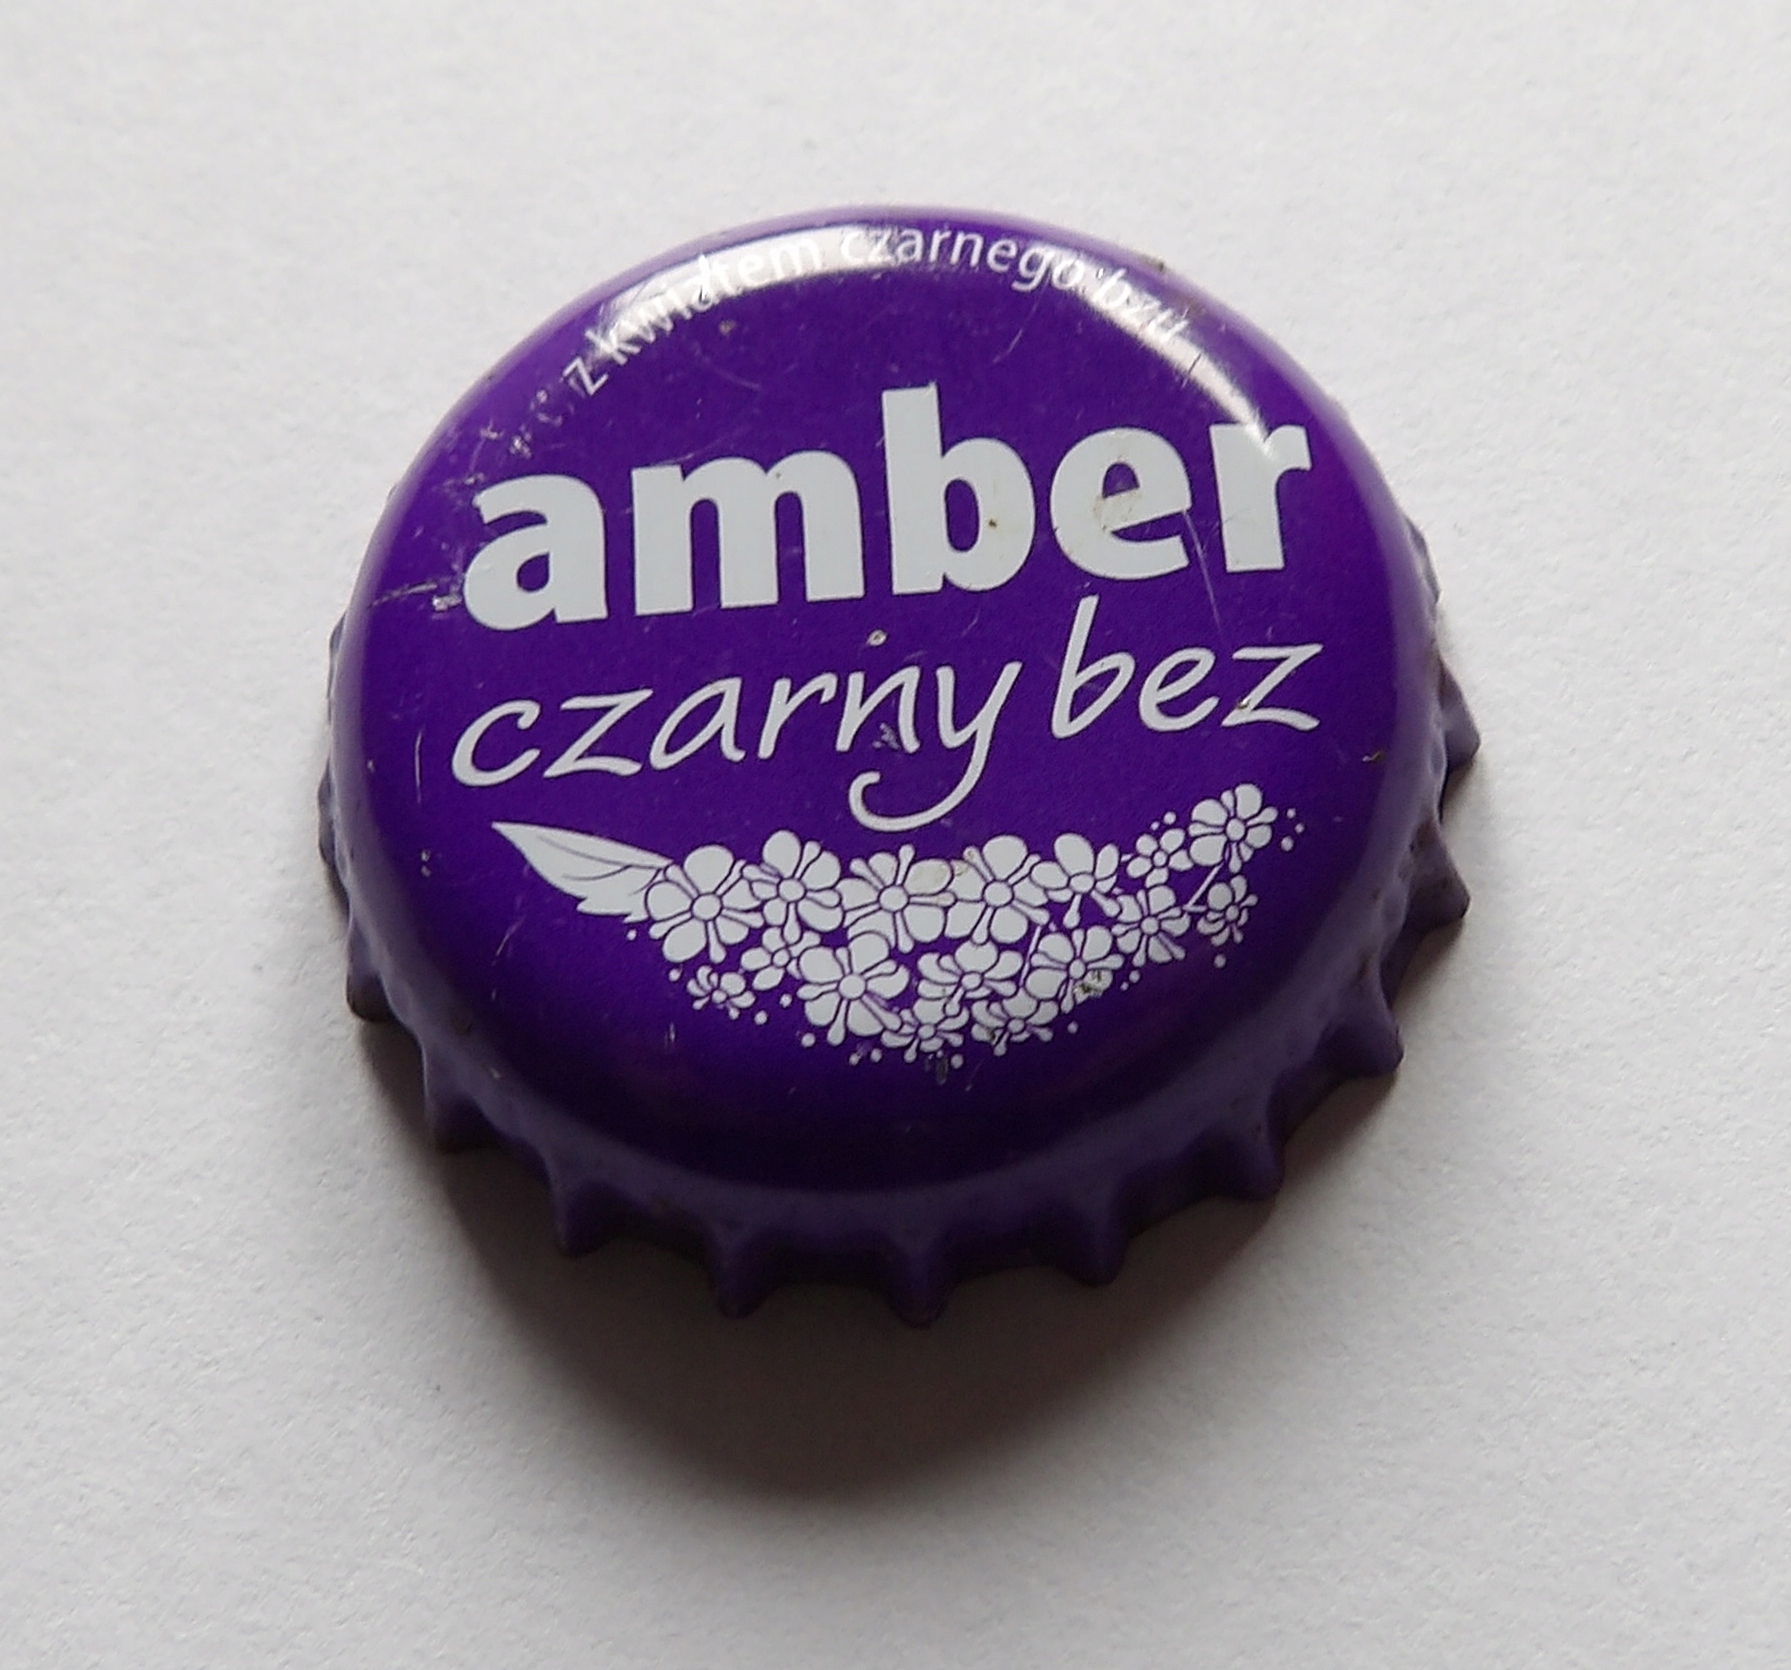 z kwiatem czarnego bzu
amber
czarny bez